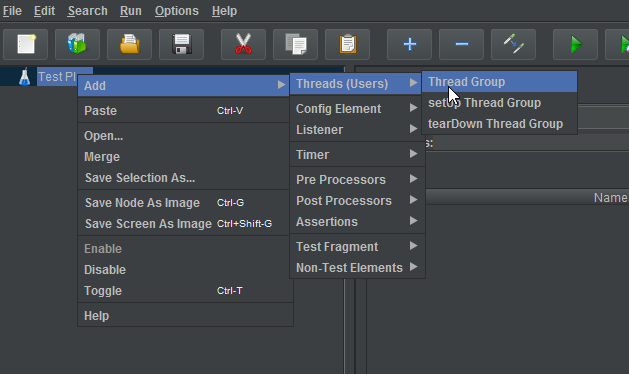 File Edit Search Run Options Help
Test Pl
Add
Paste Ctrl-V
Open...
Merge
Save Selection As...
Save Node As Image Ctrl-G
Save Screen As Image Ctrl+Shift-G
Enable
Disable
Toggle Ctrl-T
Help
Threads (Users)
Config Element
Listener
Timer
Pre Processors
Post Processors
Assertions
Test Fragment
Non-Test Elements
Thread Group
setUp Thread Group
tearDown Thread Group
s:
Name